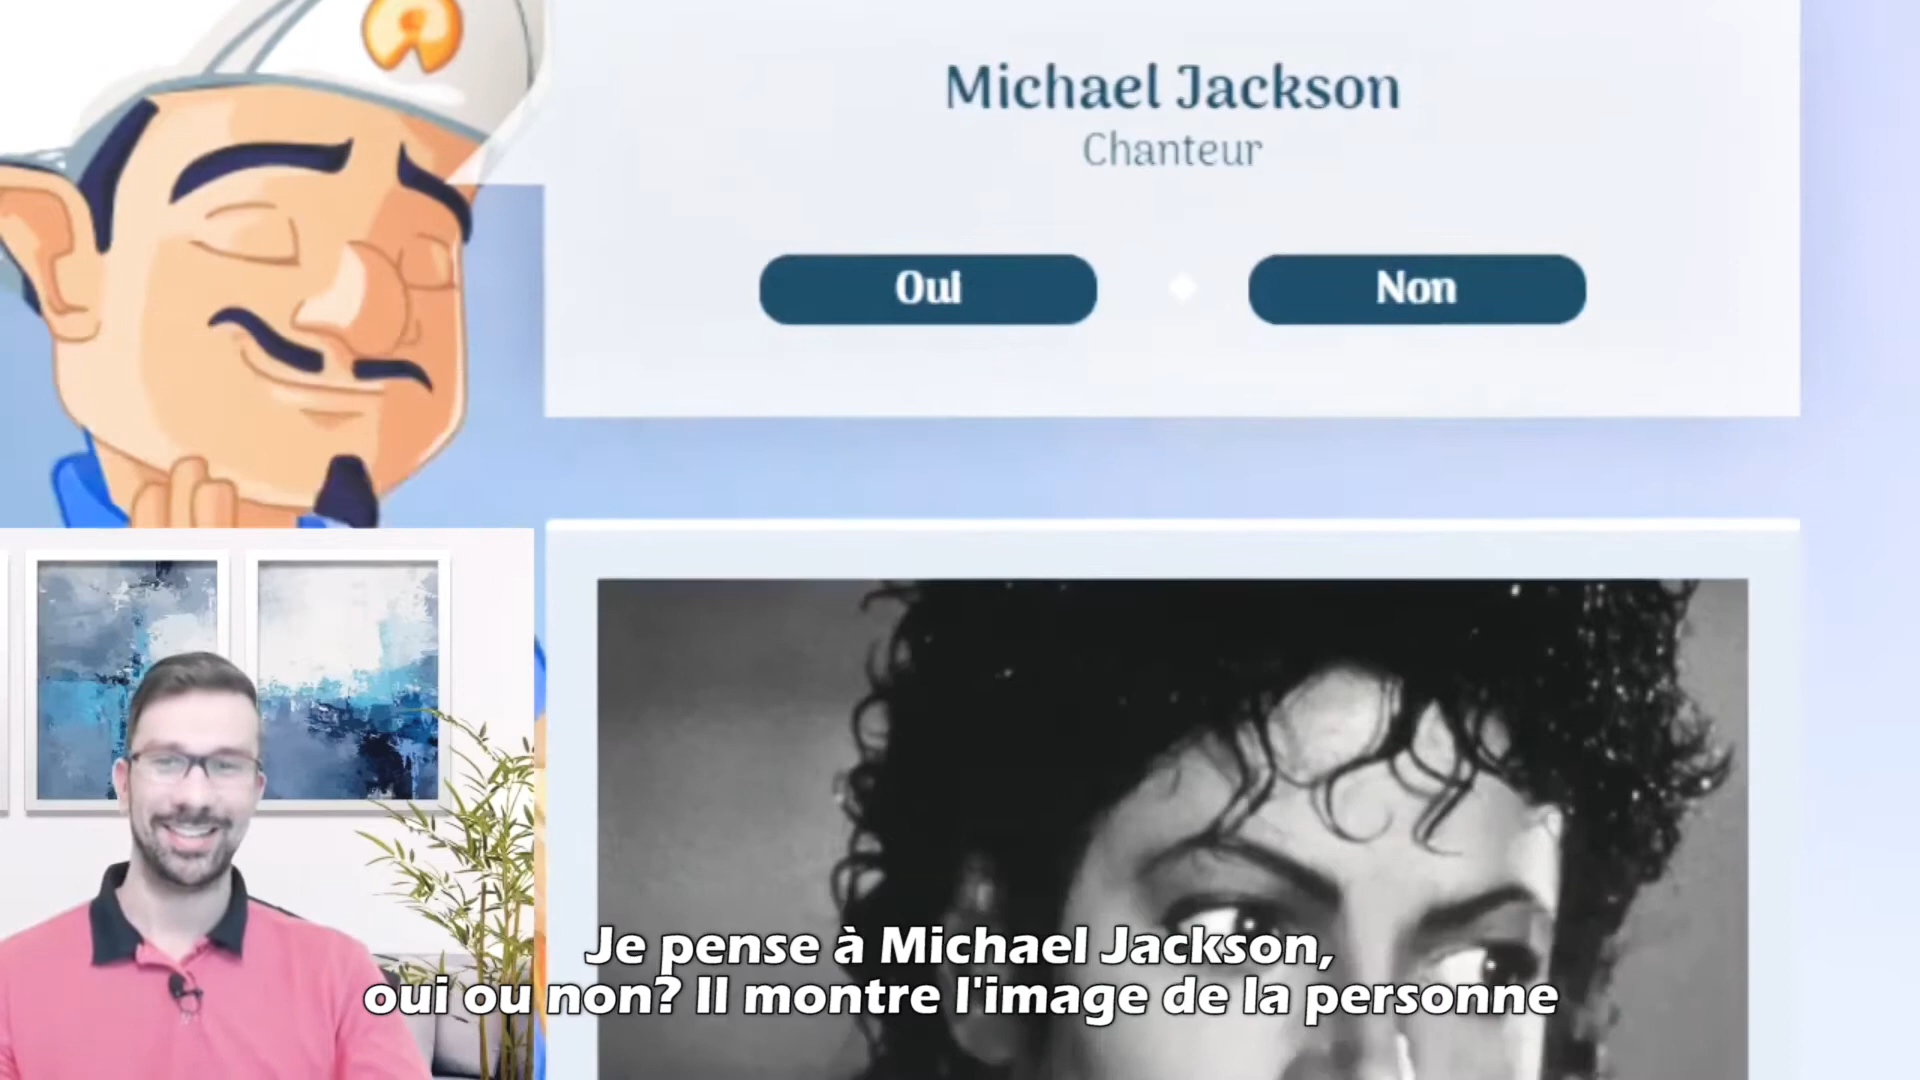 Michael Jackson
Chanteur
Oui
Non
Je pense à Michael Jackson,
oui ou non? Il montre l'image de la personne